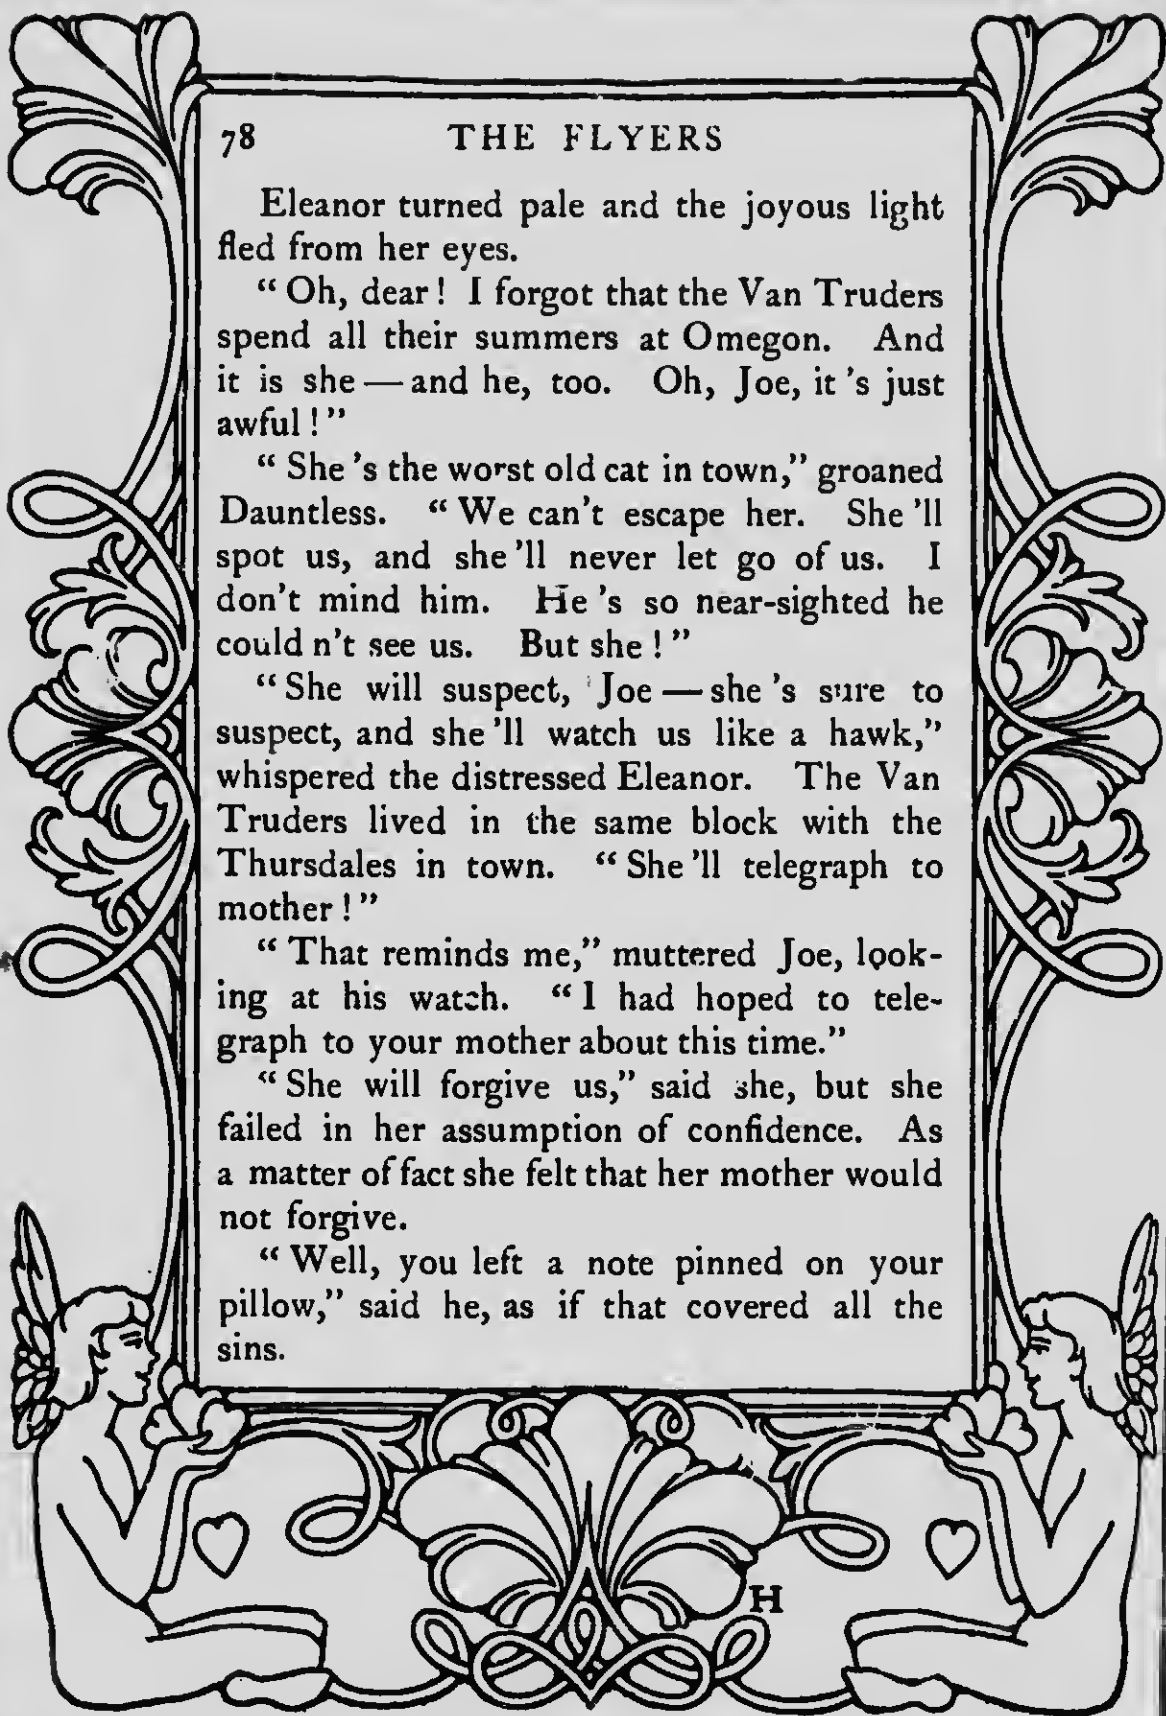 78 THE FLYERS
Eleanor turned pale and the joyous light
fled from her eyes.
“Oh, dear! I forgot that the Van Truders
spend all their summers at Omegon. And
it is she — and he, too. Oh, Joe, it's just
awful!”
“She's the worst old cat in town,” groaned
Dauntless. “We can't escape her. She'll
spot us, and she'll never let go of us. I
don't mind him. He's so near-sighted he
couldn't see us. But she!”
“She will suspect, Joe — she's sure to
suspect, and she'll watch us like a hawk,”
whispered the distressed Eleanor. The Van
Truders lived in the same block with the
Thursdales in town. “She'll telegraph to
mother!”
“That reminds me,” muttered Joe, look-
ing at his watch. “I had hoped to tele-
graph to your mother about this time.”
“She will forgive us,” said she, but she
failed in her assumption of confidence. As
a matter of fact she felt that her mother would
not forgive.
“Well, you left a note pinned on your
pillow,” said he, as if that covered all the
sins.
H